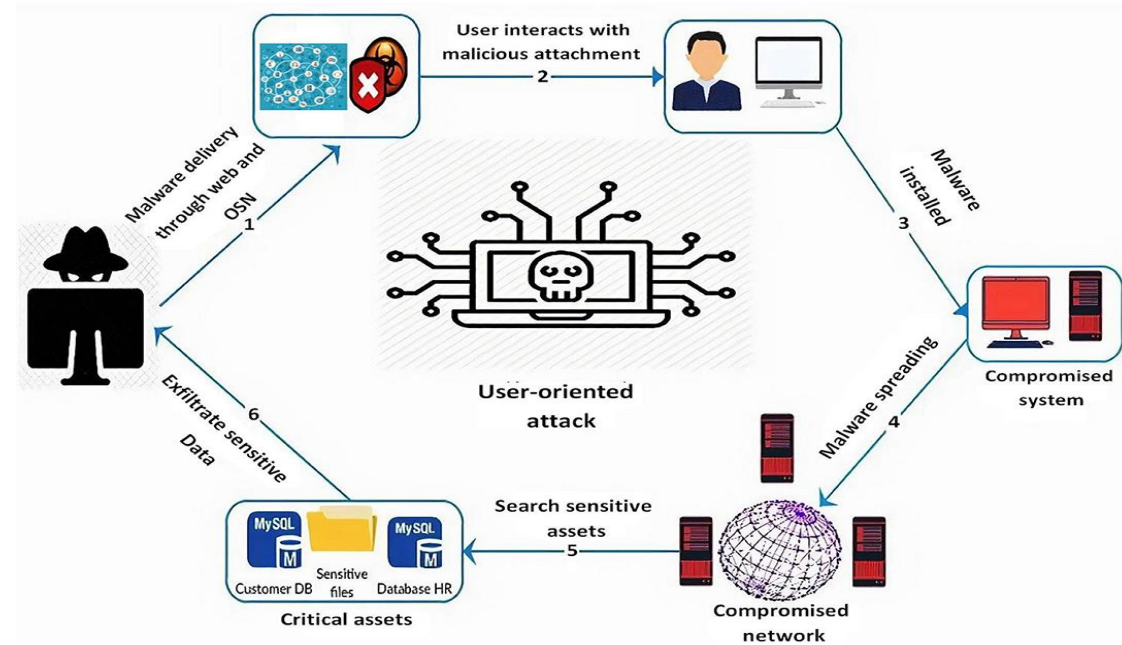 User interacts with
malicious attachment
2
Malware delivery
through web and
OSN
1
Malware
installed
3
Compromised
system
Malware spreading
4
User-oriented
attack
Exfiltrate sensitive
Data
6
Search sensitive
assets
5
MySQL
M
Customer DB
Sensitive
files
MySQL
M
Database HR
Critical assets
Compromised
network